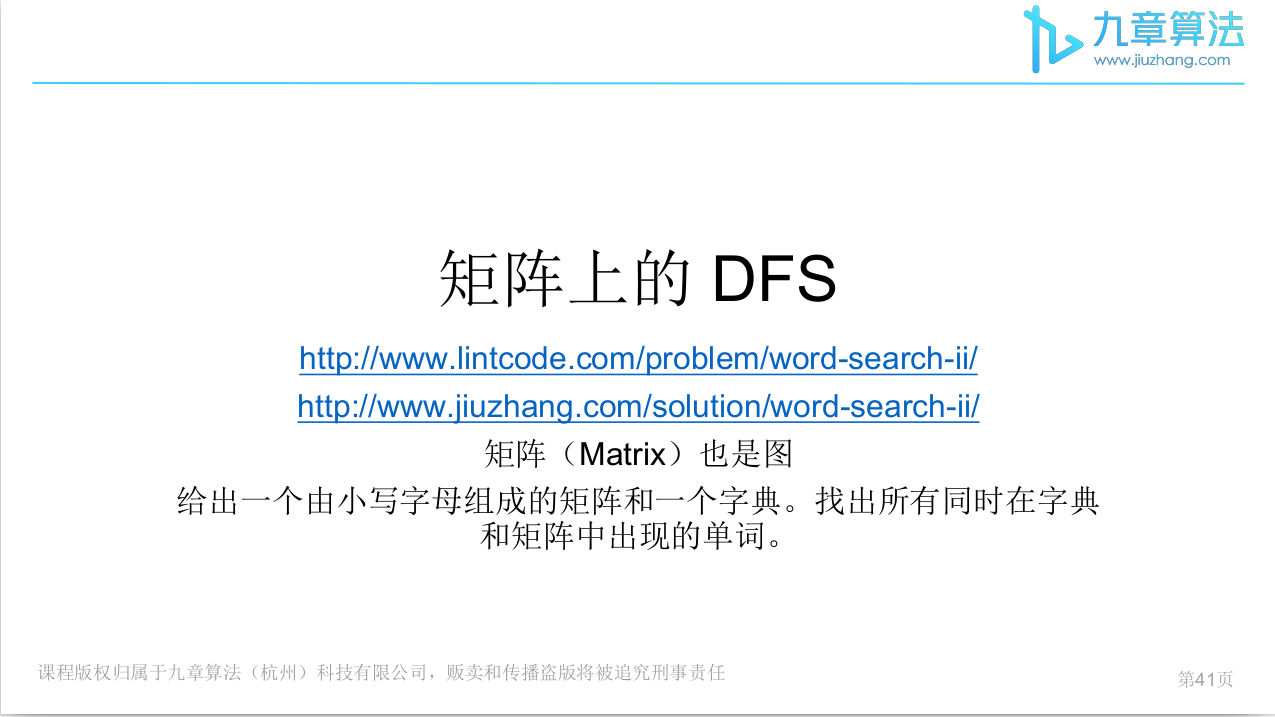 九章算法
www.jiuzhang.com
矩阵上的 DFS
http://www.lintcode.com/problem/word-search-ii/
http://www.jiuzhang.com/solution/word-search-ii/
矩阵（Matrix）也是图
给出一个由小写字母组成的矩阵和一个字典。找出所有同时在字典
和矩阵中出现的单词。
课程版权归属于九章算法（杭州）科技有限公司，贩卖和传播盗版将被追究刑事责任
第41页